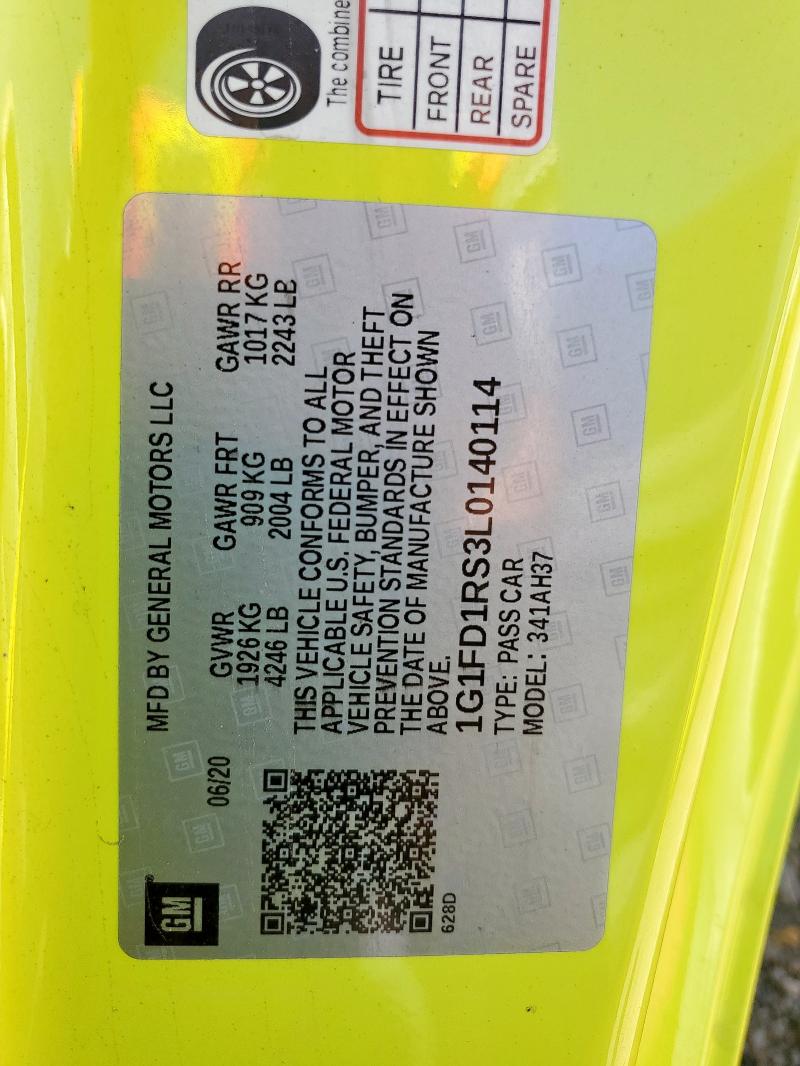 The combine
TIRE
FRONT
REAR
SPARE
GM
MFD BY GENERAL MOTORS LLC
06/20
GVWR GAWR FRT GAWR RR
1926 KG 909 KG 1017 KG
4246 LB 2004 LB 2243 LB
THIS VEHICLE CONFORMS TO ALL
APPLICABLE U.S. FEDERAL MOTOR
VEHICLE SAFETY, BUMPER, AND THEFT
PREVENTION STANDARDS IN EFFECT ON
THE DATE OF MANUFACTURE SHOWN
ABOVE.
1G1FD1RS3L0140114
TYPE: PASS CAR
MODEL: 341AH37
628D